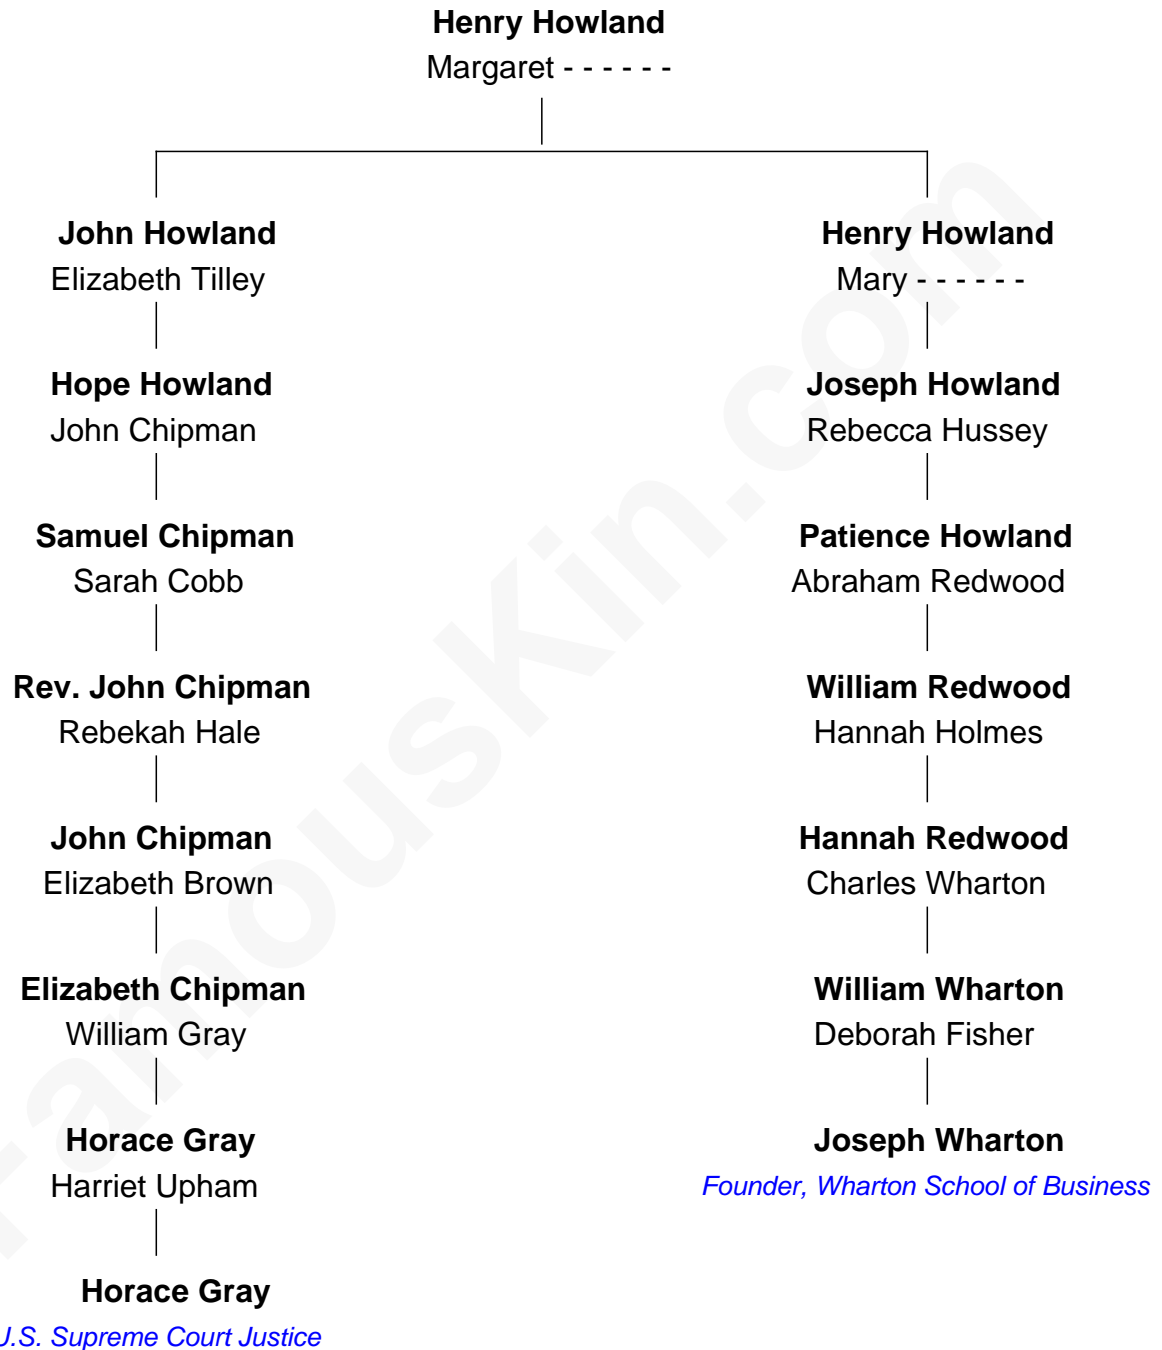 Henry Howland
Margaret - - - - - -
John Howland
Elizabeth Tilley
Henry Howland
Mary - - - - - -
Hope Howland
John Chipman
Joseph Howland
Rebecca Hussey
Samuel Chipman
Sarah Cobb
Patience Howland
Abraham Redwood
Rev. John Chipman
Rebekah Hale
William Redwood
Hannah Holmes
John Chipman
Elizabeth Brown
Hannah Redwood
Charles Wharton
Elizabeth Chipman
William Gray
William Wharton
Deborah Fisher
Horace Gray
Harriet Upham
Joseph Wharton
Founder, Wharton School of Business
Horace Gray
U.S. Supreme Court Justice
FamousKin.com